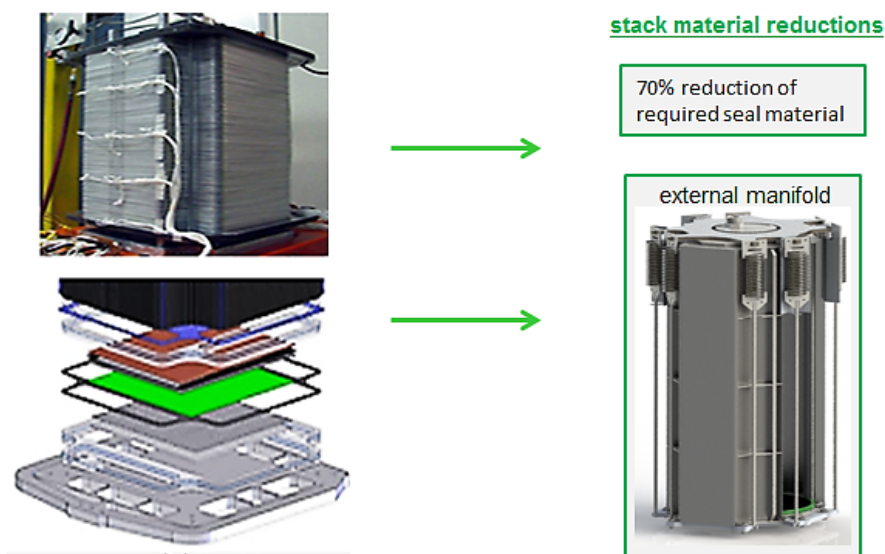 stack material reductions
70% reduction of
required seal material
external manifold